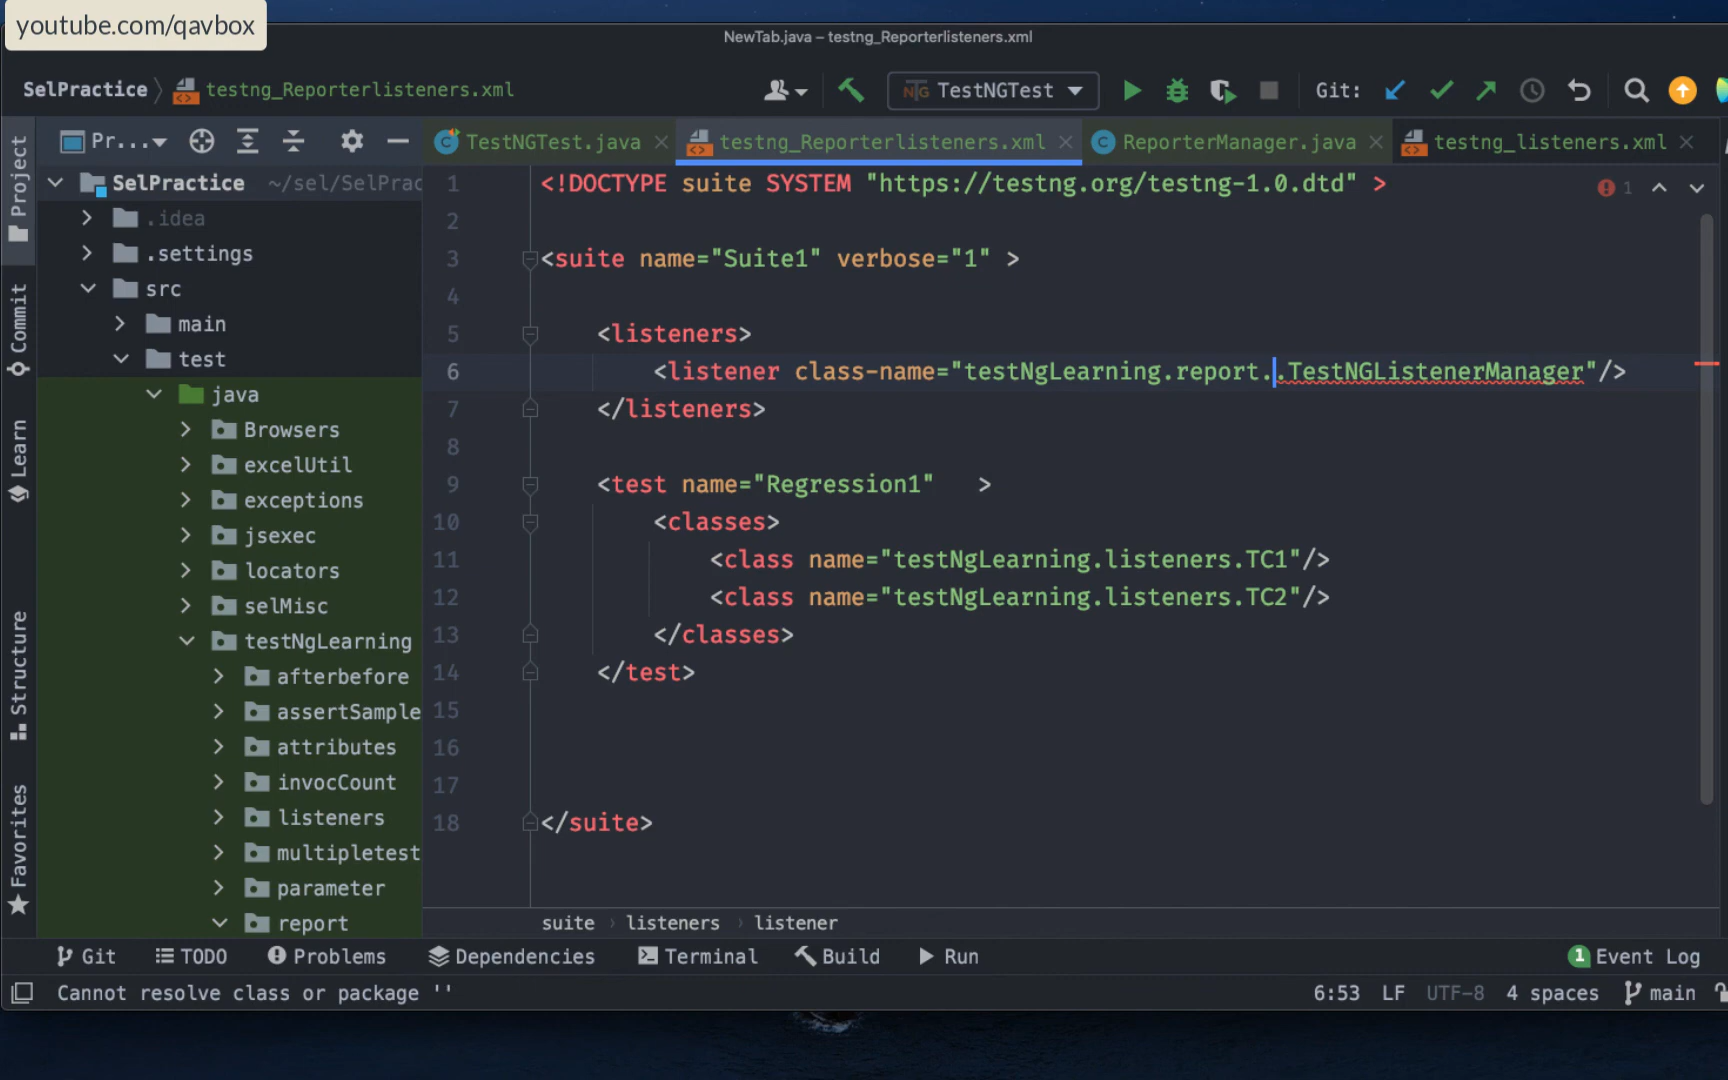 youtube.com/qavbox
NewTab.java – testng_Reporterlisteners.xml
SelPractice testng_Reporterlisteners.xml TestNGTest Git:
Pr...
TestNGTest.java testng_Reporterlisteners.xml ReporterManager.java testng_listeners.xml
Project
Commit
Learn
Structure
Favorites
SelPractice ~/sel/SelPrac
.idea
.settings
src
main
test
java
Browsers
excelUtil
exceptions
jsexec
locators
selMisc
testNgLearning
afterbefore
assertSample
attributes
invocCount
listeners
multipletest
parameter
report
1 <!DOCTYPE suite SYSTEM "https://testng.org/testng-1.0.dtd" >
2
3 <suite name="Suite1" verbose="1" >
4
5 <listeners>
6 <listener class-name="testNgLearning.report..TestNGListenerManager"/>
7 </listeners>
8
9 <test name="Regression1" >
10 <classes>
11 <class name="testNgLearning.listeners.TC1"/>
12 <class name="testNgLearning.listeners.TC2"/>
13 </classes>
14 </test>
15
16
17
18 </suite>
1
suite listeners listener
Git TODO Problems Dependencies Terminal Build Run 1 Event Log
Cannot resolve class or package '' 6:53 LF UTF-8 4 spaces main